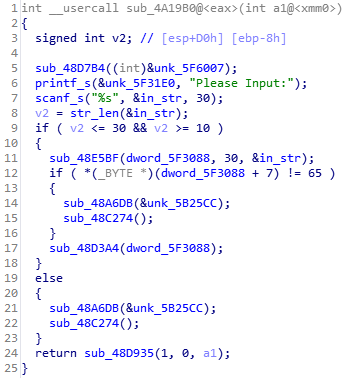 1 int __usercall sub_4A19B0@<eax>(int a1@<xmm0>)
2 {
3 signed int v2; // [esp+D0h] [ebp-8h]
4
5 sub_48D7B4((int)&unk_5F6007);
6 printf_s(&unk_5F31E0, "Please Input:");
7 scanf_s("%s", &in_str, 30);
8 v2 = str_len(&in_str);
9 if ( v2 <= 30 && v2 >= 10 )
10 {
11 sub_48E5BF(dword_5F3088, 30, &in_str);
12 if ( *(_BYTE *)(dword_5F3088 + 7) != 65 )
13 {
14 sub_48A6DB(&unk_5B25CC);
15 sub_48C274();
16 }
17 sub_48D3A4(dword_5F3088);
18 }
19 else
20 {
21 sub_48A6DB(&unk_5B25CC);
22 sub_48C274();
23 }
24 return sub_48D935(1, 0, a1);
25 }